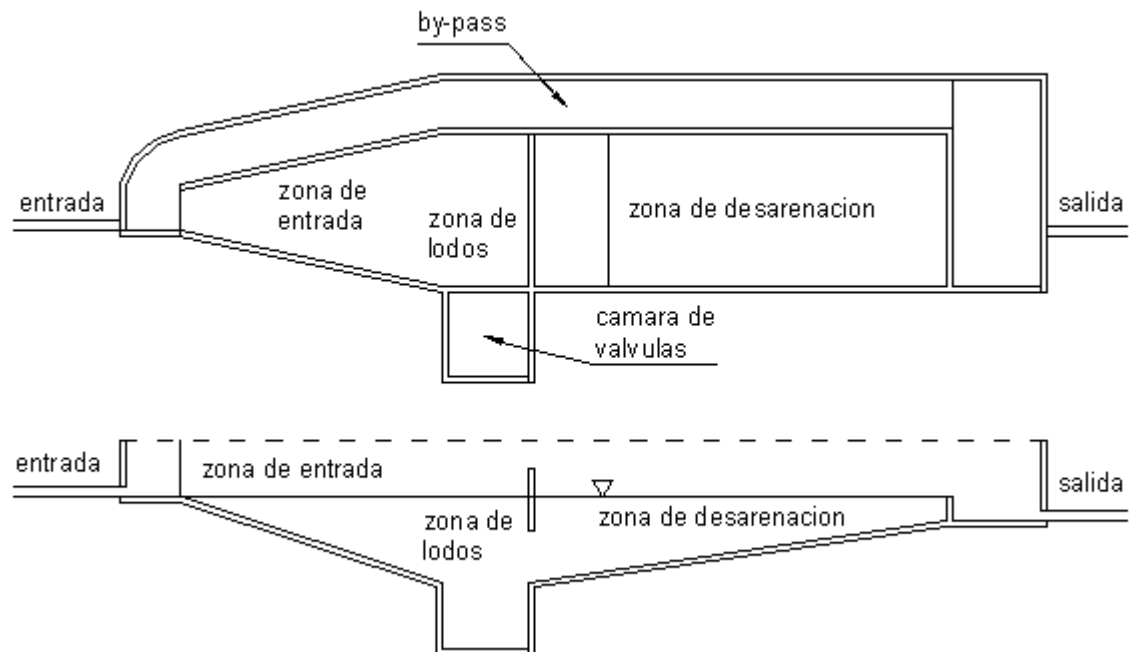 by-pass
entrada
zona de
entrada
zona de
lodos
zona de desarenacion
salida
camara de
valvulas
entrada
zona de entrada
zona de
lodos
zona de desarenacion
salida